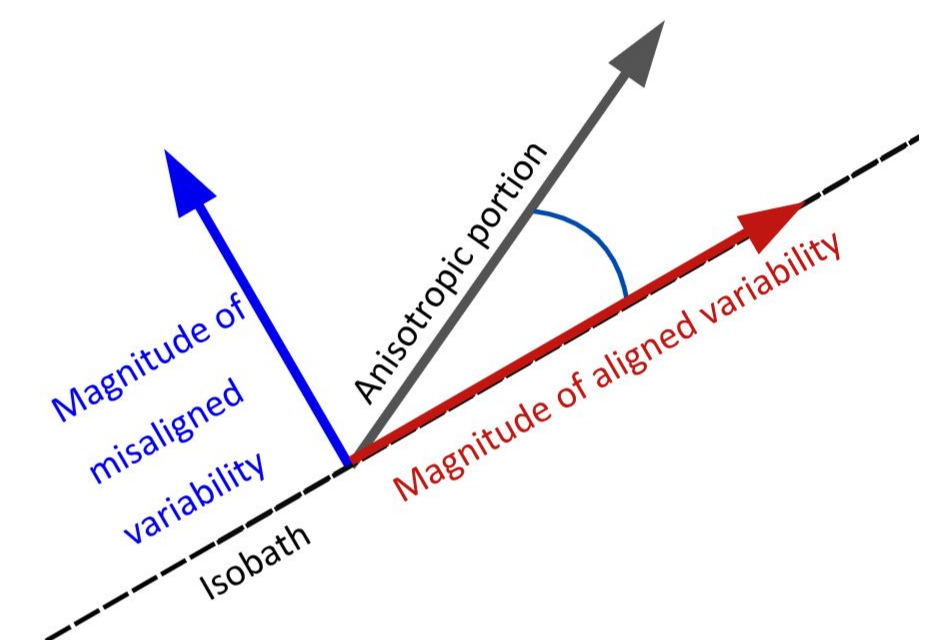 Anisotropic portion
Magnitude of
misaligned
variability
Magnitude of aligned variability
Isobath